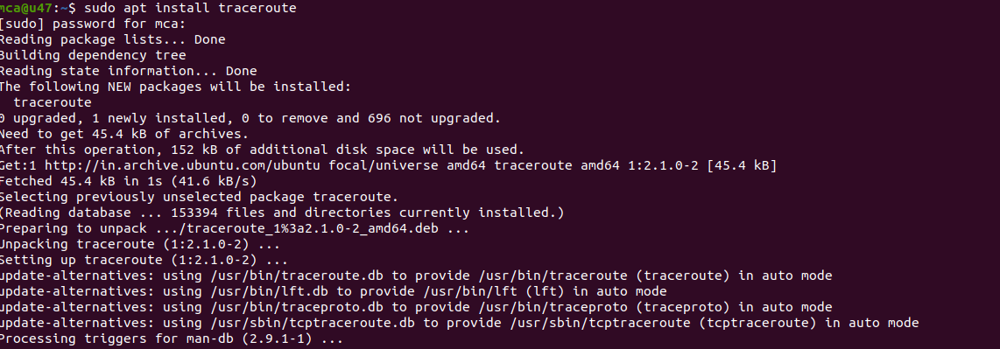 mca@u47:~$ sudo apt install traceroute
[sudo] password for mca:
Reading package lists... Done
Building dependency tree
Reading state information... Done
The following NEW packages will be installed:
  traceroute
0 upgraded, 1 newly installed, 0 to remove and 696 not upgraded.
Need to get 45.4 kB of archives.
After this operation, 152 kB of additional disk space will be used.
Get:1 http://in.archive.ubuntu.com/ubuntu focal/universe amd64 traceroute amd64 1:2.1.0-2 [45.4 kB]
Fetched 45.4 kB in 1s (41.6 kB/s)
Selecting previously unselected package traceroute.
(Reading database ... 153394 files and directories currently installed.)
Preparing to unpack .../traceroute_1%3a2.1.0-2_amd64.deb ...
Unpacking traceroute (1:2.1.0-2) ...
Setting up traceroute (1:2.1.0-2) ...
update-alternatives: using /usr/bin/traceroute.db to provide /usr/bin/traceroute (traceroute) in auto mode
update-alternatives: using /usr/bin/lft.db to provide /usr/bin/lft (lft) in auto mode
update-alternatives: using /usr/bin/traceproto.db to provide /usr/bin/traceproto (traceproto) in auto mode
update-alternatives: using /usr/sbin/tcptraceroute.db to provide /usr/sbin/tcptraceroute (tcptraceroute) in auto mode
Processing triggers for man-db (2.9.1-1) ...